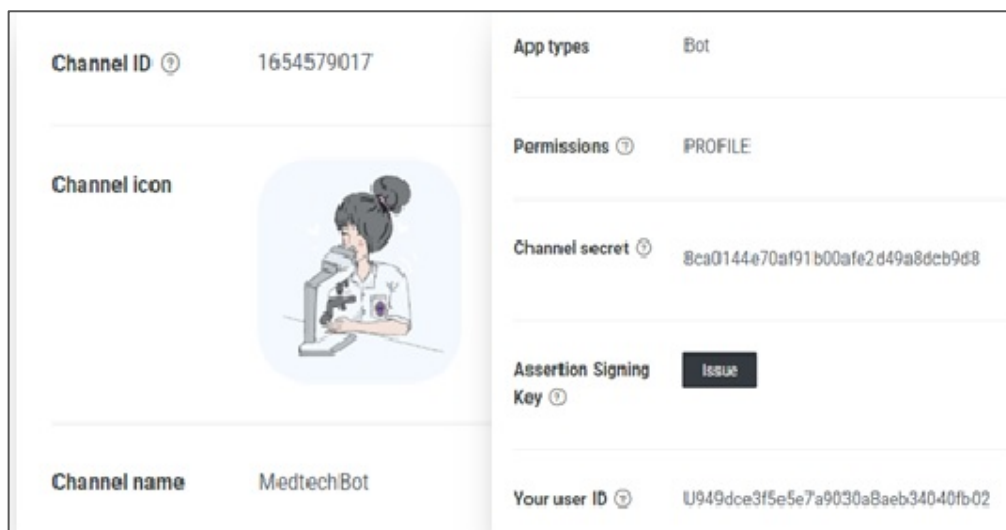 Channel ID ?
1654579017
Channel icon
Channel name
MedtechBot
App types
Bot
Permissions ?
PROFILE
Channel secret ?
8ca0144e70af91b00afe2d49a8dcb9d8
Assertion Signing
Key ?
Issue
Your user ID ?
U949dce3f5e5e7a9030a8aeb34040fb02